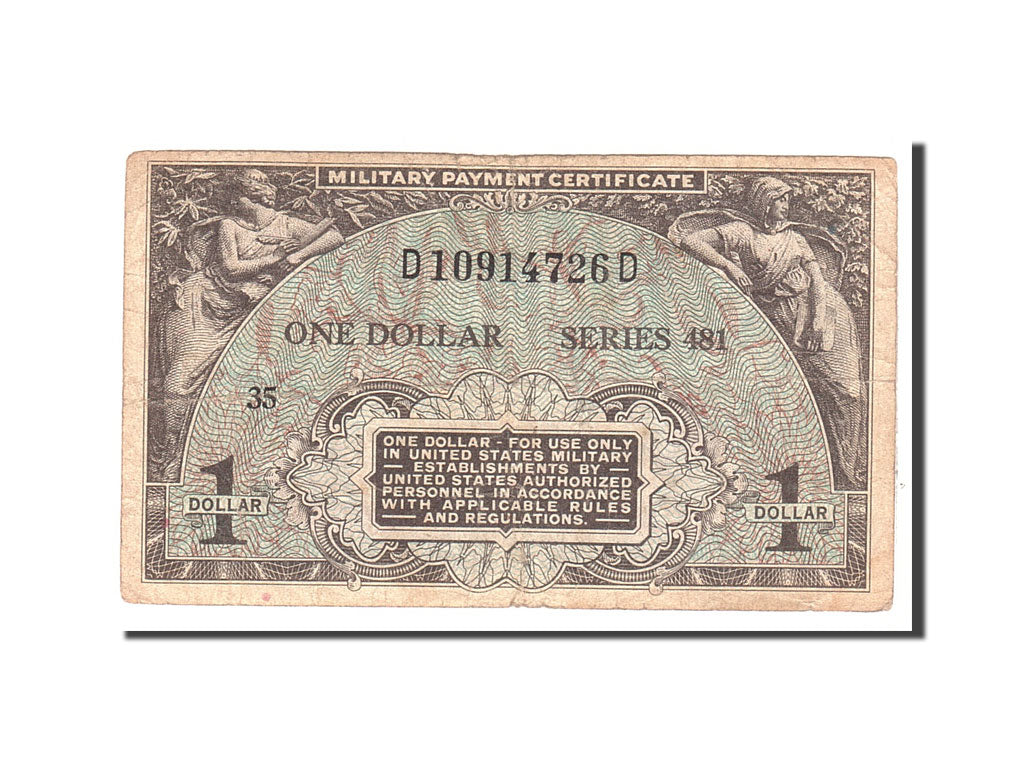 MILITARY PAYMENT CERTIFICATE
D10914726D
ONE DOLLAR SERIES 481
35
ONE DOLLAR - FOR USE ONLY
IN UNITED STATES MILITARY
— ESTABLISHMENTS BY —
UNITED STATES AUTHORIZED
PERSONNEL IN ACCORDANCE
WITH APPLICABLE RULES
— AND REGULATIONS. —
1
DOLLAR
1
DOLLAR